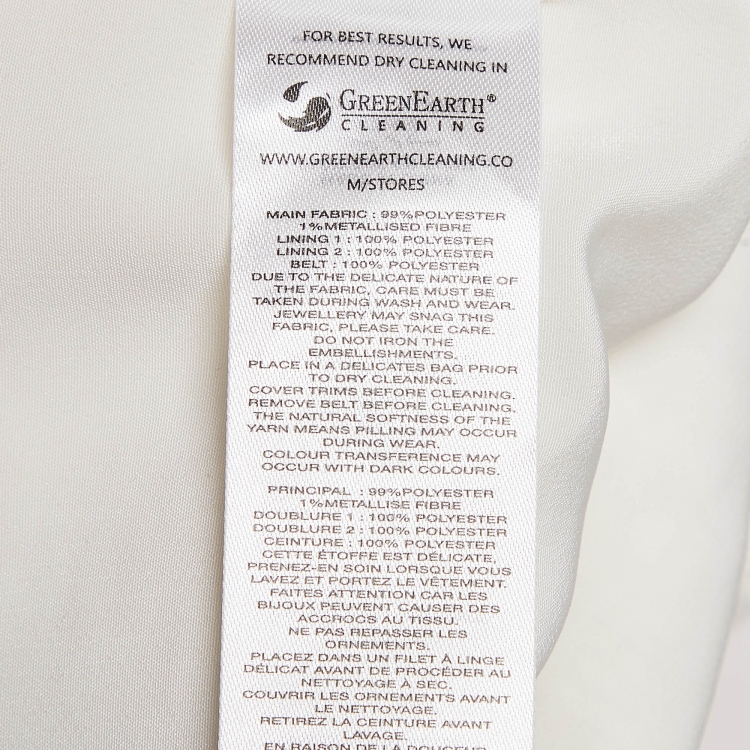 FOR BEST RESULTS, WE
RECOMMEND DRY CLEANING IN
GREENEARTH®
CLEANING
WWW.GREENEARTHCLEANING.CO
M/STORES
MAIN FABRIC : 99%POLYESTER
1%METALLISED FIBRE
LINING 1 : 100% POLYESTER
LINING 2 : 100% POLYESTER
BELT : 100% POLYESTER
DUE TO THE DELICATE NATURE OF
THE FABRIC, CARE MUST BE
TAKEN DURING WASH AND WEAR.
JEWELLERY MAY SNAG THIS
FABRIC, PLEASE TAKE CARE.
DO NOT IRON THE
EMBELLISHMENTS.
PLACE IN A DELICATES BAG PRIOR
TO DRY CLEANING.
COVER TRIMS BEFORE CLEANING.
REMOVE BELT BEFORE CLEANING.
THE NATURAL SOFTNESS OF THE
YARN MEANS PILLING MAY OCCUR
DURING WEAR.
COLOUR TRANSFERENCE MAY
OCCUR WITH DARK COLOURS.
PRINCIPAL : 99%POLYESTER
1%METALLISE FIBRE
DOUBLURE 1 : 100% POLYESTER
DOUBLURE 2 : 100% POLYESTER
CEINTURE : 100% POLYESTER
CETTE ÉTOFFE EST DÉLICATE,
PRENEZ-EN SOIN LORSQUE VOUS
LAVEZ ET PORTEZ LE VÊTEMENT.
FAITES ATTENTION CAR LES
BIJOUX PEUVENT CAUSER DES
ACCROCS AU TISSU.
NE PAS REPASSER LES
ORNEMENTS.
PLACEZ DANS UN FILET À LINGE
DÉLICAT AVANT DE PROCÉDER AU
NETTOYAGE À SEC.
COUVRIR LES ORNEMENTS AVANT
LE NETTOYAGE.
RETIREZ LA CEINTURE AVANT
LAVAGE.
EN RAISON DE LA DOUCEUR